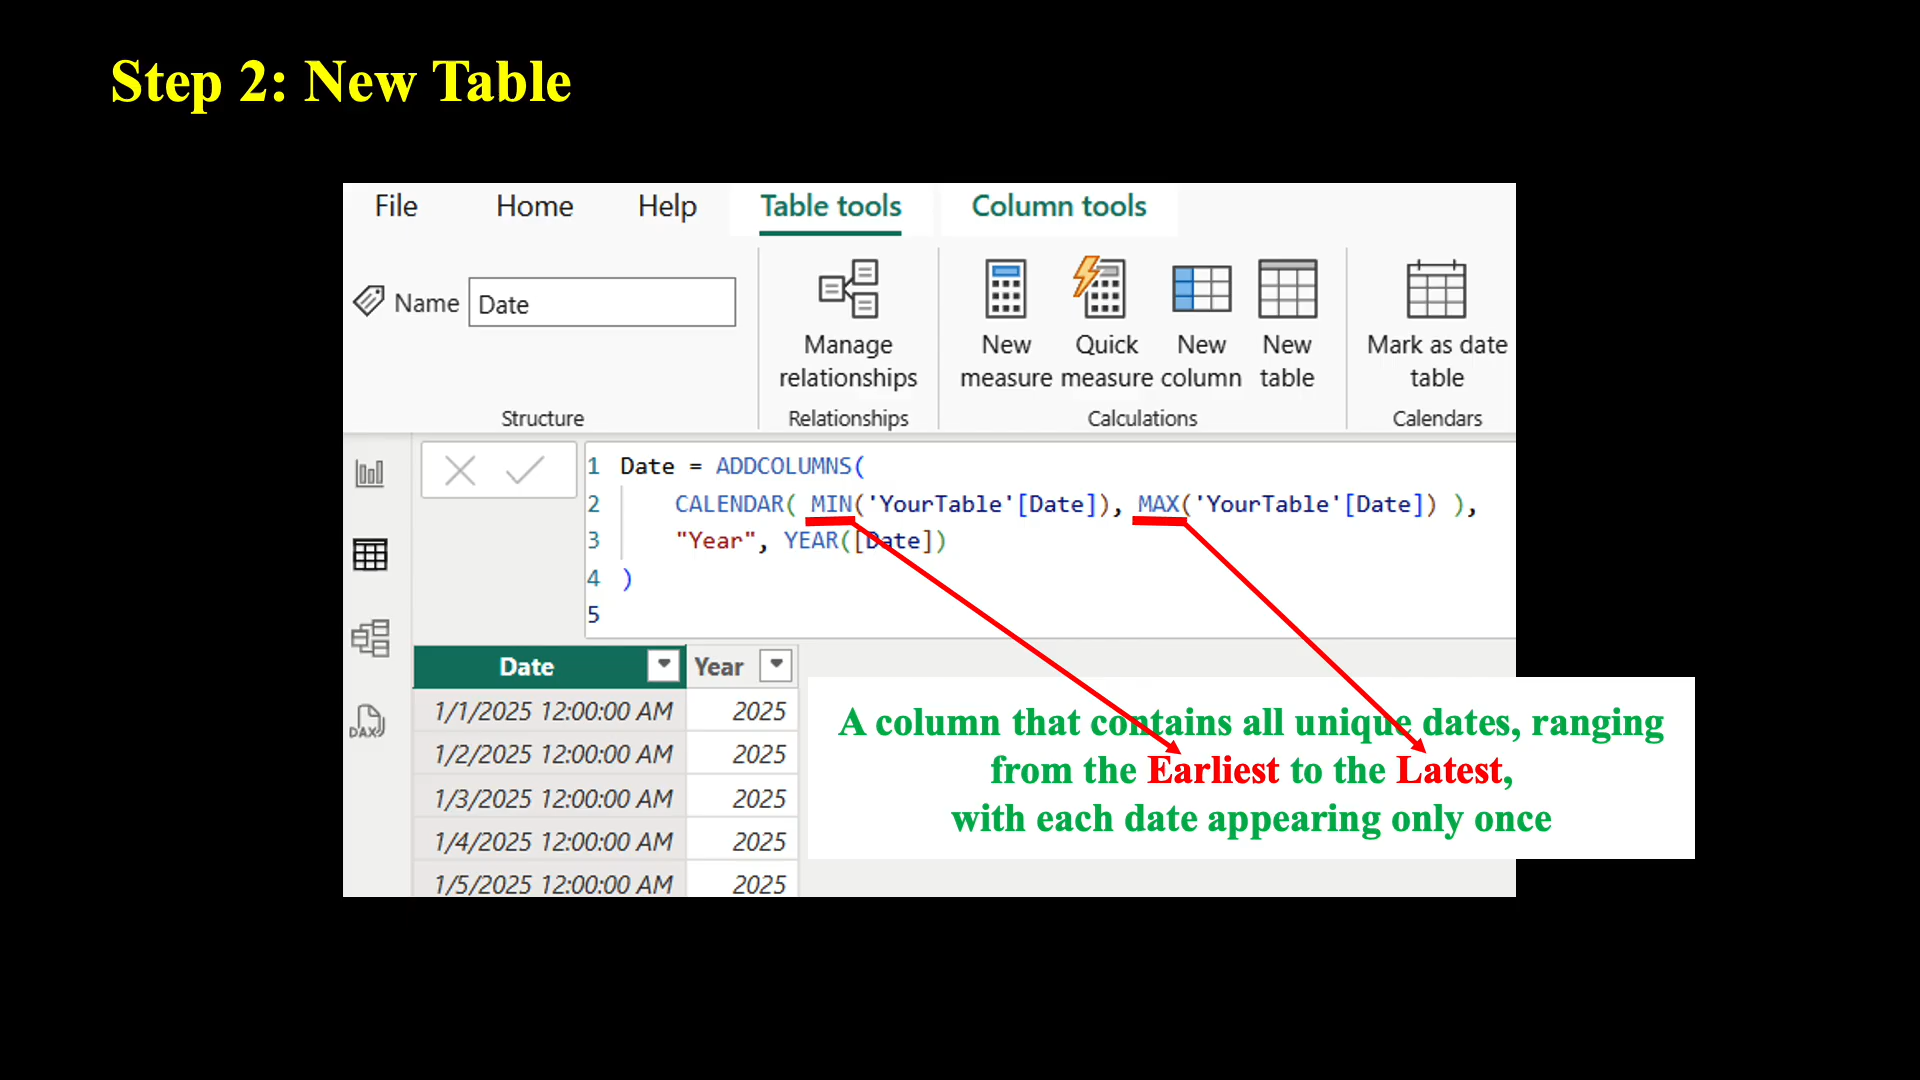 Step 2: New Table
File Home Help Table tools Column tools
Name Date
Manage relationships
New measure
Quick measure
New column
New table
Mark as date table
Structure Relationships Calculations Calendars
1 Date = ADDCOLUMNS(
2 CALENDAR( MIN('YourTable'[Date]), MAX('YourTable'[Date]) ),
3 "Year", YEAR([Date])
4 )
5
DAX
Date Year
1/1/2025 12:00:00 AM 2025
1/2/2025 12:00:00 AM 2025
1/3/2025 12:00:00 AM 2025
1/4/2025 12:00:00 AM 2025
1/5/2025 12:00:00 AM 2025
A column that contains all unique dates, ranging
from the Earliest to the Latest,
with each date appearing only once